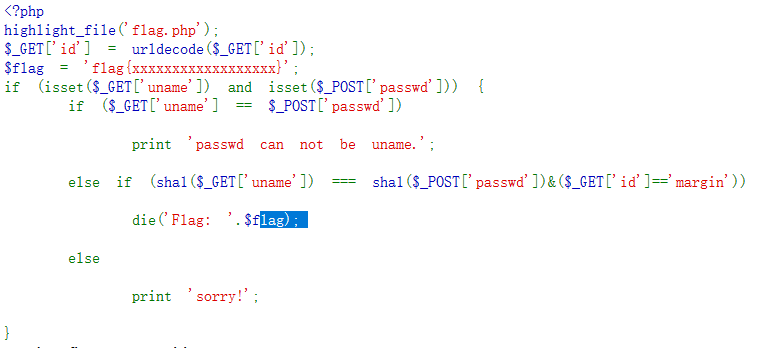 <?php
highlight_file('flag.php');
$_GET['id'] = urldecode($_GET['id']);
$flag = 'flag{xxxxxxxxxxxxxxxxxx}';
if (isset($_GET['uname']) and isset($_POST['passwd'])) {
if ($_GET['uname'] == $_POST['passwd'])
print 'passwd can not be uname.';
else if (sha1($_GET['uname']) === sha1($_POST['passwd'])&($_GET['id']=='margin'))
die('Flag: '.$flag);
else
print 'sorry!';
}